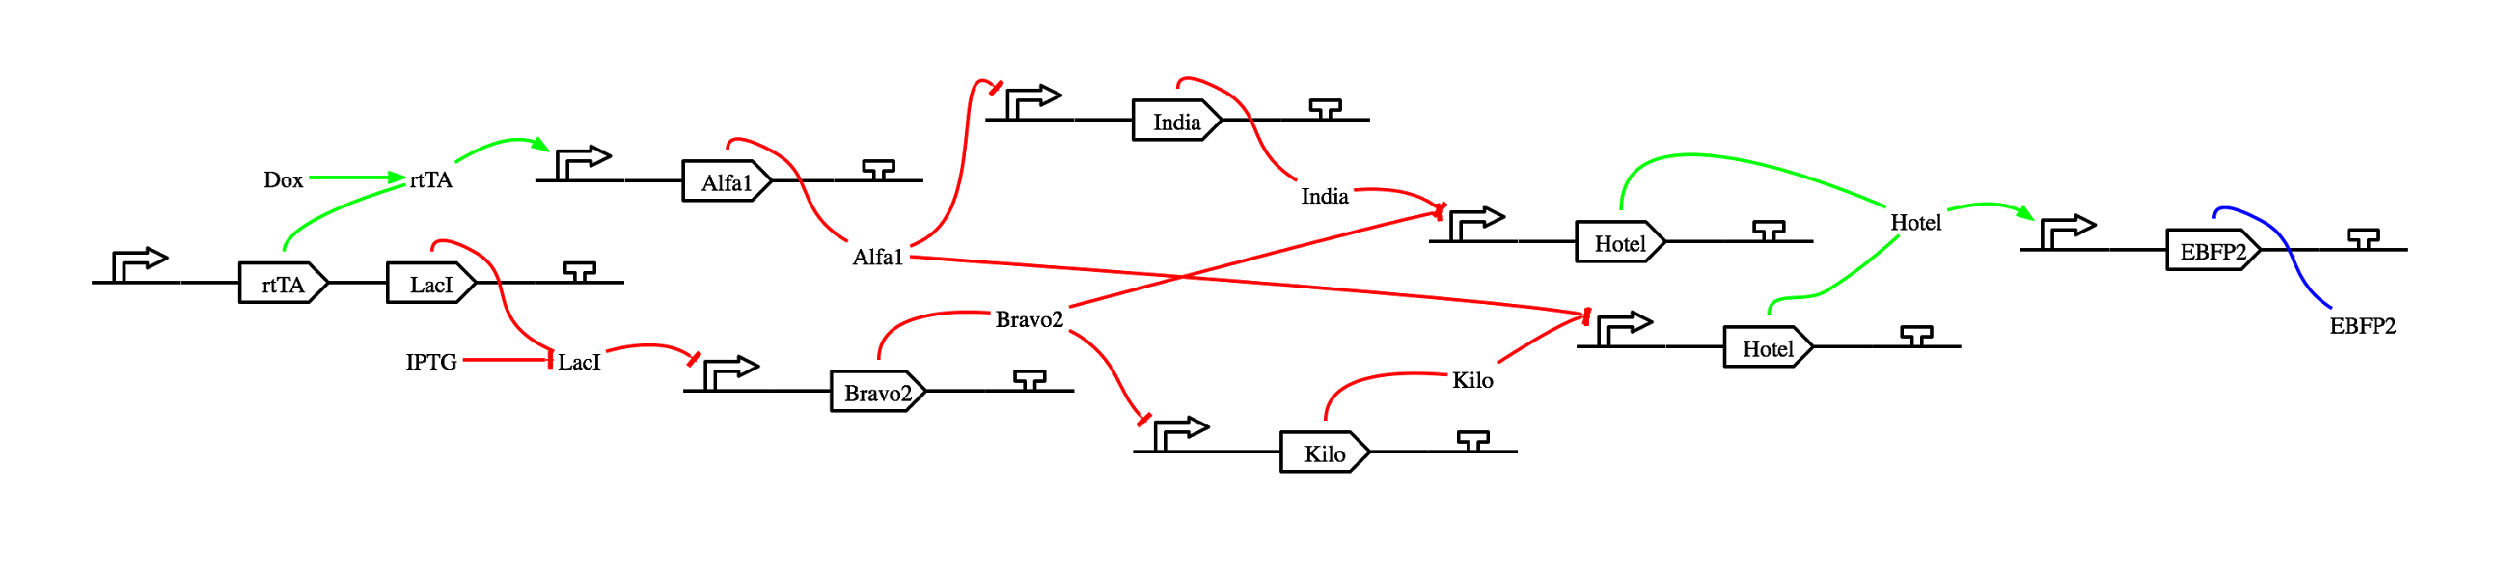 India
Dox
rtTA
Alfa1
India
Hotel
Hotel
EBFP2
Alfa1
rtTA
LacI
Bravo2
EBFP2
Hotel
IPTG
LacI
Kilo
Bravo2
Kilo